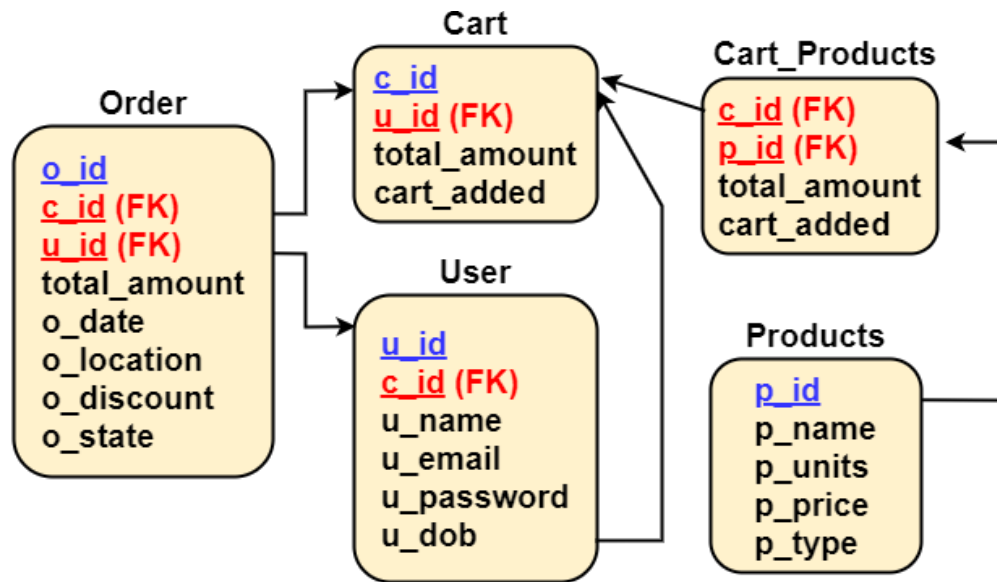 Order
o_id
c_id (FK)
u_id (FK)
total_amount
o_date
o_location
o_discount
o_state
Cart
c_id
u_id (FK)
total_amount
cart_added
User
u_id
c_id (FK)
u_name
u_email
u_password
u_dob
Cart_Products
c_id (FK)
p_id (FK)
total_amount
cart_added
Products
p_id
p_name
p_units
p_price
p_type